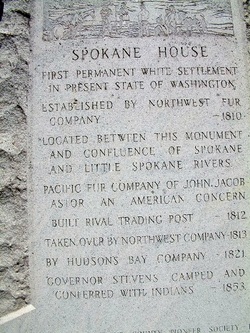 SPOKANE HOUSE
FIRST PERMANENT WHITE SETTLEMENT
IN PRESENT STATE OF WASHINGTON
ESTABLISHED BY NORTHWEST FUR
COMPANY —1810—
LOCATED BETWEEN THIS MONUMENT
AND CONFLUENCE OF SPOKANE
AND LITTLE SPOKANE RIVERS.
PACIFIC FUR COMPANY OF JOHN JACOB
ASTOR AN AMERICAN CONCERN
BUILT RIVAL TRADING POST — 1812
TAKEN OVER BY NORTHWEST COMPANY-1813
BY HUDSONS BAY COMPANY - 1821
GOVERNOR STEVENS CAMPED AND
CONFERRED WITH INDIANS - 1853
PIONEER SOCIETY